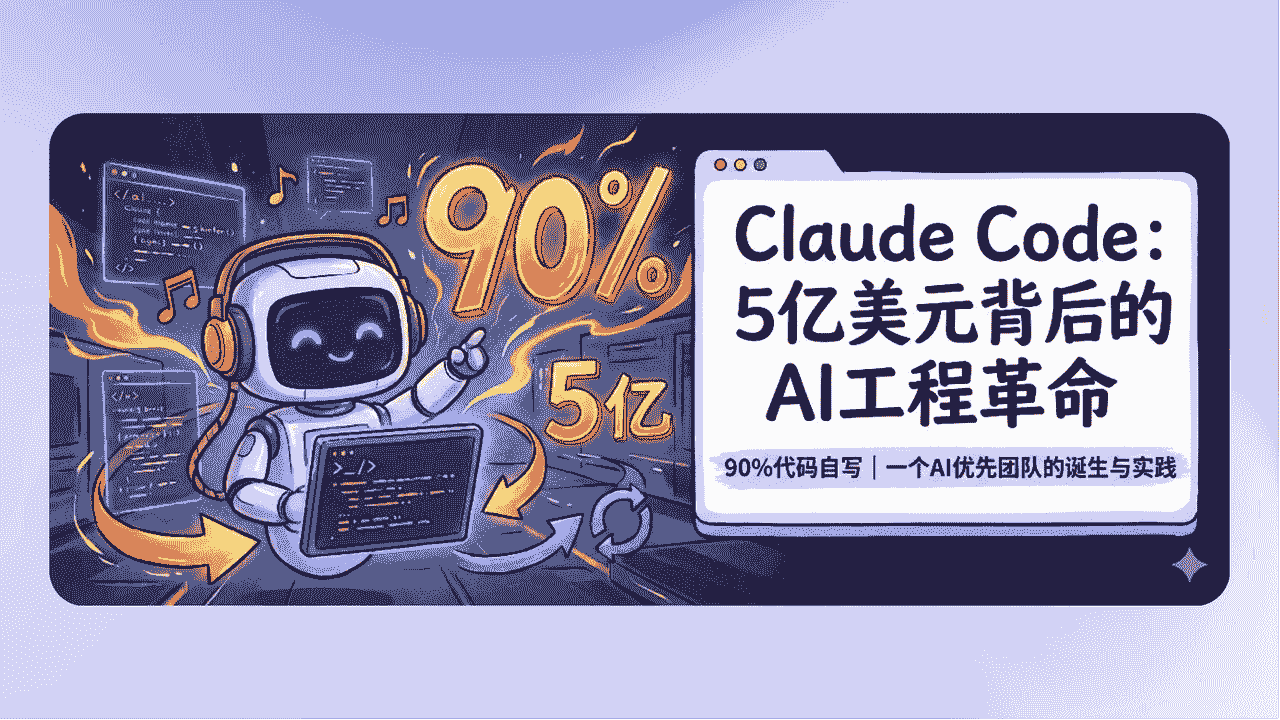 90%
5亿
>_/>
Claude Code:
5亿美元背后的
AI工程革命
90%代码自写｜一个AI优先团队的诞生与实践